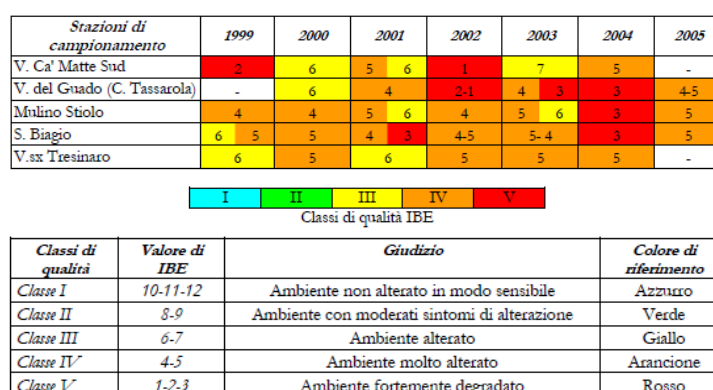 Stazioni di campionamento 1999 2000 2001 2002 2003 2004 2005
V. Ca' Matte Sud 2 6 5 6 1 7 5 -
V. del Guado (C. Tassarola) - 6 4 2-1 4 3 3 4-5
Mulino Stiolo 4 4 5 6 4 5 6 3 5
S. Biagio 6 5 5 4 3 4-5 5- 4 3 5
V.sx Tresinaro 6 5 6 5 5 5 -
I II III IV V
Classi di qualità IBE
Classi di qualità Valore di IBE Giudizio Colore di riferimento
Classe I 10-11-12 Ambiente non alterato in modo sensibile Azzurro
Classe II 8-9 Ambiente con moderati sintomi di alterazione Verde
Classe III 6-7 Ambiente alterato Giallo
Classe IV 4-5 Ambiente molto alterato Arancione
Classe V 1-2-3 Ambiente fortemente degradato Rosso